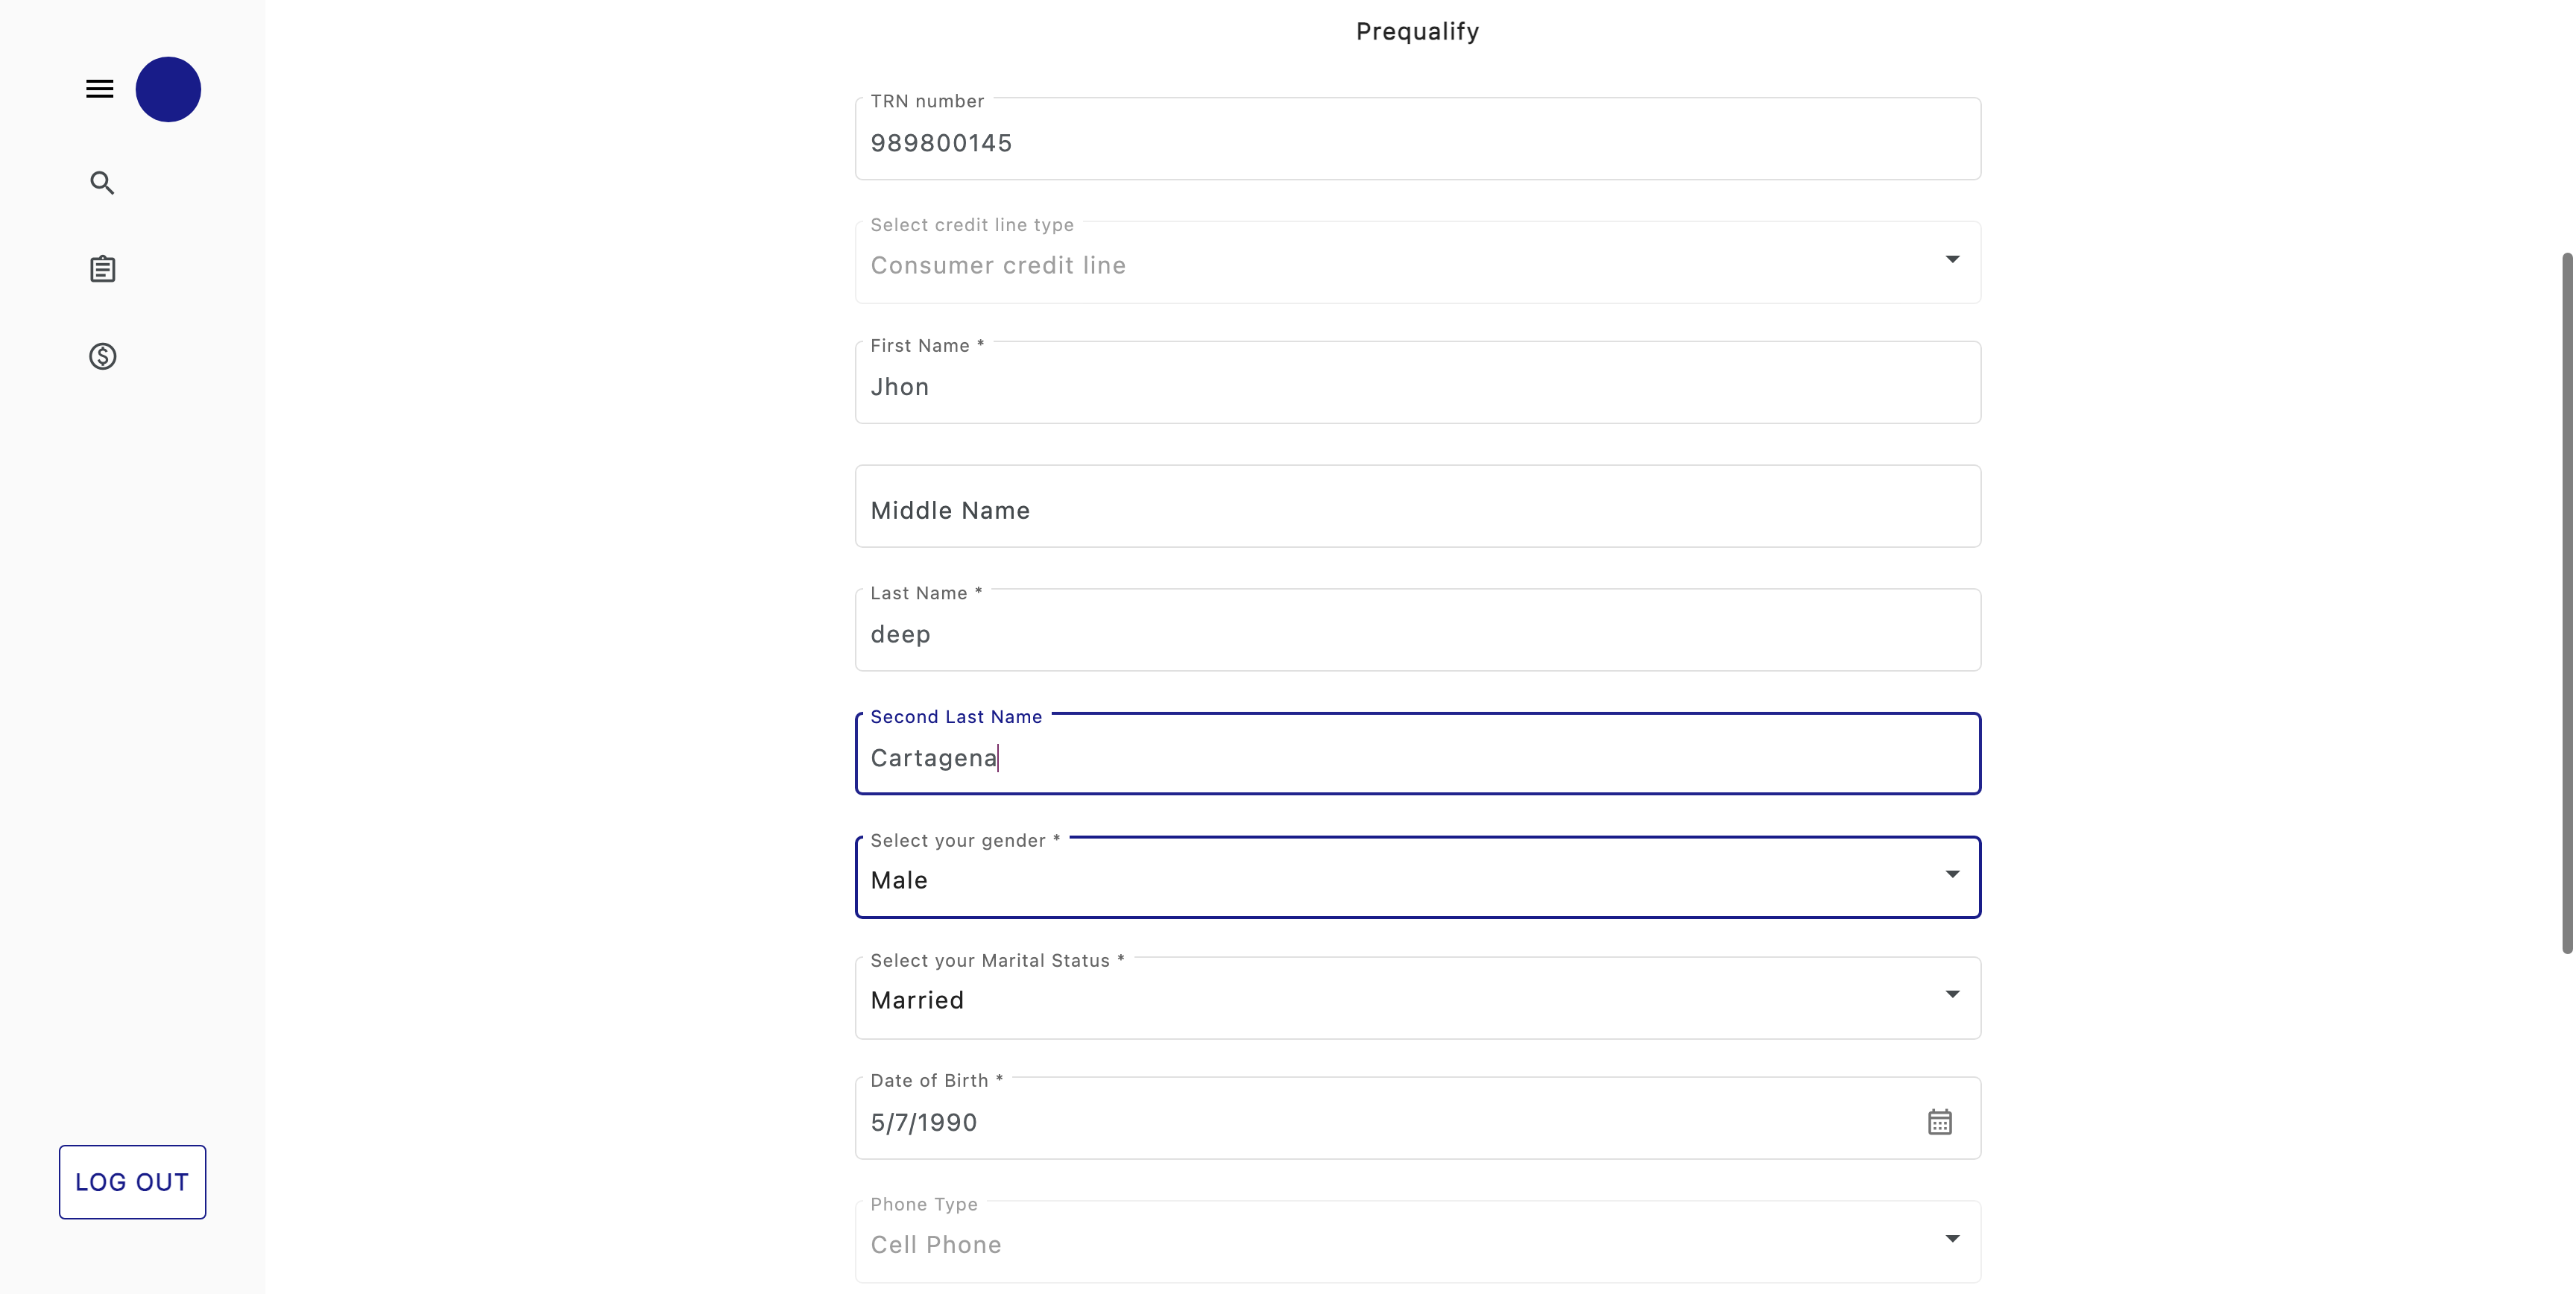 Prequalify
TRN number
989800145
Select credit line type
Consumer credit line
First Name *
Jhon
Middle Name
Last Name *
deep
Second Last Name
Cartagena
Select your gender *
Male
Select your Marital Status *
Married
Date of Birth *
5/7/1990
Phone Type
Cell Phone
LOG OUT